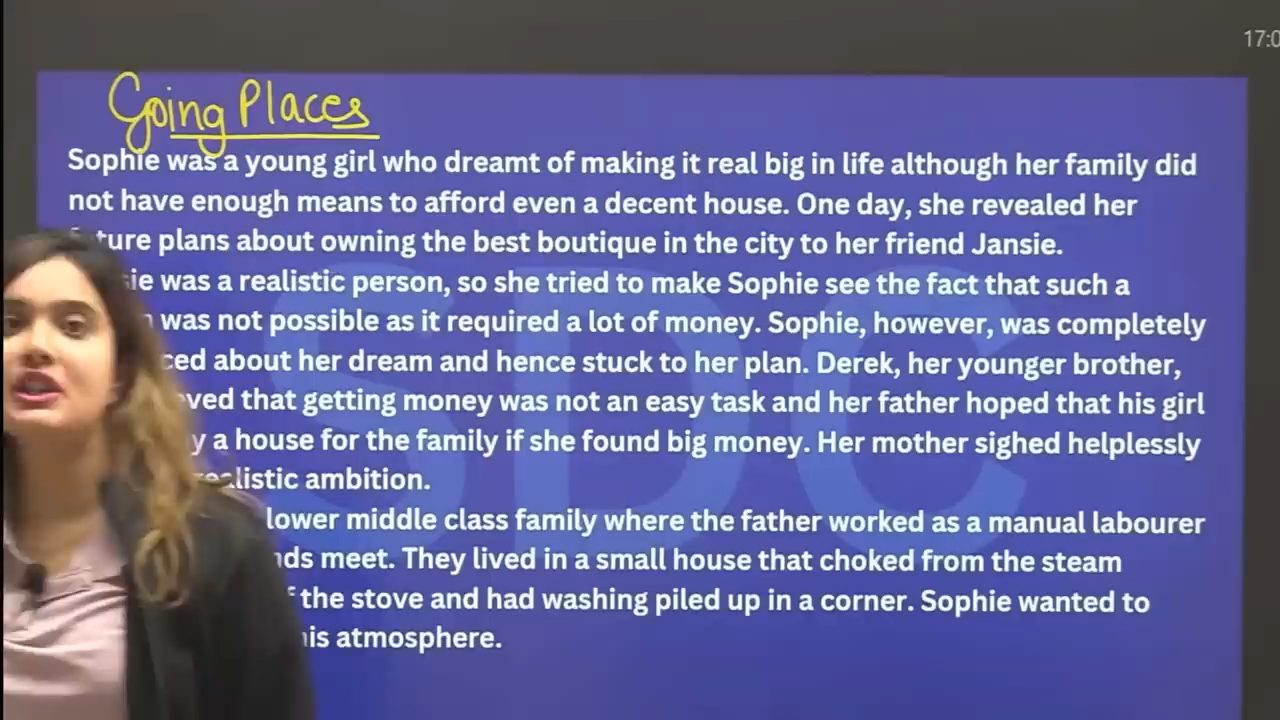 17:0
Going Places
Sophie was a young girl who dreamt of making it real big in life although her family did
not have enough means to afford even a decent house. One day, she revealed her
ture plans about owning the best boutique in the city to her friend Jansie.
sie was a realistic person, so she tried to make Sophie see the fact that such a
was not possible as it required a lot of money. Sophie, however, was completely
ced about her dream and hence stuck to her plan. Derek, her younger brother,
ved that getting money was not an easy task and her father hoped that his girl
y a house for the family if she found big money. Her mother sighed helplessly
realistic ambition.
lower middle class family where the father worked as a manual labourer
nds meet. They lived in a small house that choked from the steam
the stove and had washing piled up in a corner. Sophie wanted to
his atmosphere.
SDC